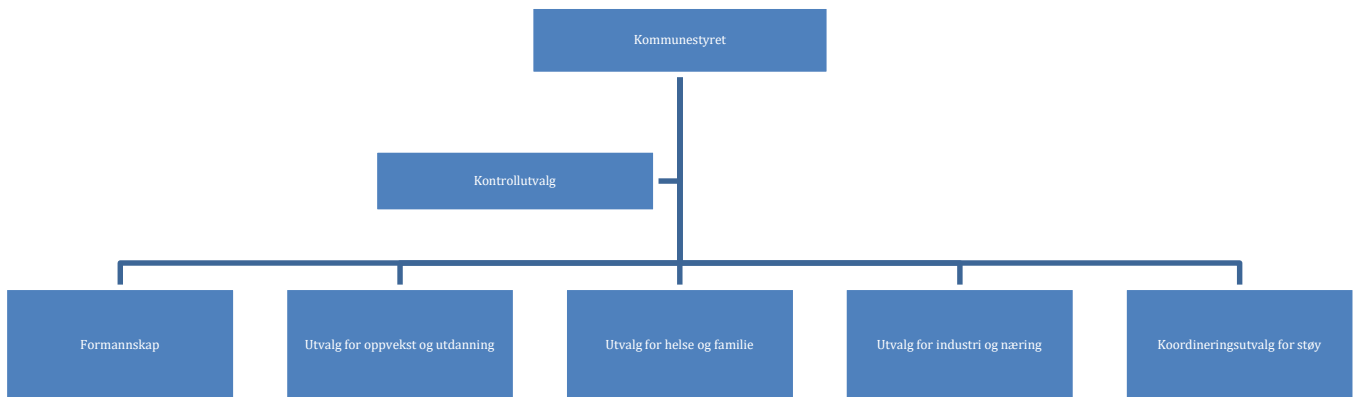 Kommunestyret
Kontrollutvalg
Formannskap
Utvalg for oppvekst og utdanning
Utvalg for helse og familie
Utvalg for industri og næring
Koordineringsutvalg for støy